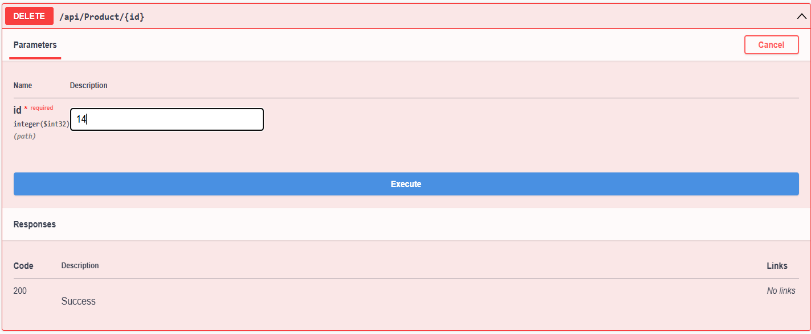 DELETE /api/Product/{id}
Parameters Cancel
Name Description
id * required
integer($int32)
(path)
14
Execute
Responses
Code Description Links
200 Success No links